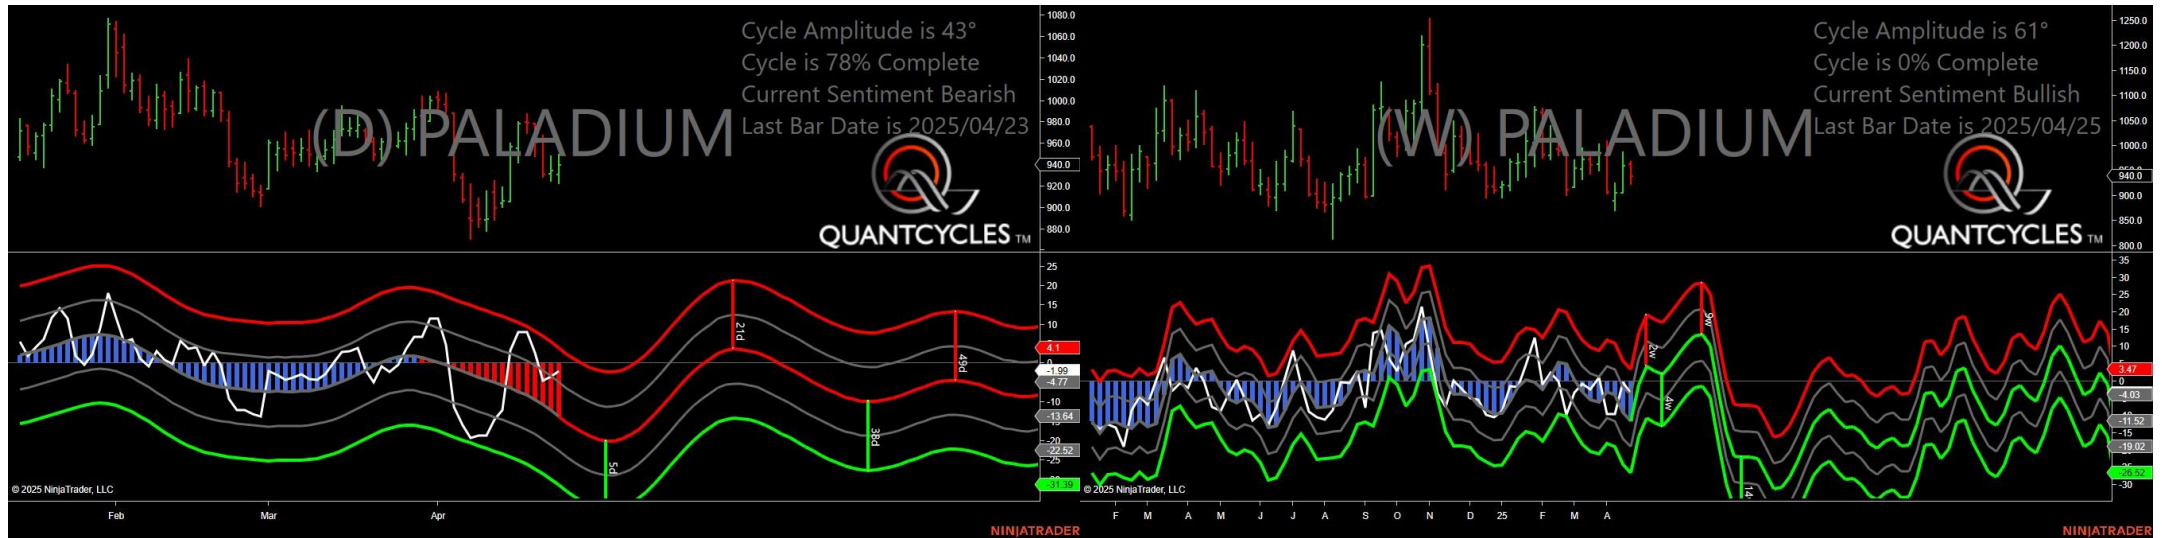 Cycle Amplitude is 43°
Cycle is 78% Complete
Current Sentiment Bearish
Last Bar Date is 2025/04/23
(D) PALADIUM
QUANTCYCLES TM
1080.0
1060.0
1040.0
1020.0
1000.0
980.0
960.0
940.0
920.0
900.0
880.0
25
20
15
10
4.1
0
-1.99
-4.77
-10
-13.64
-20
-22.52
-25
-31.39
5d
21d
38d
49d
© 2025 NinjaTrader, LLC
Feb
Mar
Apr
NINJATRADER
Cycle Amplitude is 61°
Cycle is 0% Complete
Current Sentiment Bullish
Last Bar Date is 2025/04/25
(W) PALADIUM
QUANTCYCLES TM
1250.0
1200.0
1150.0
1100.0
1050.0
1000.0
940.0
900.0
850.0
800.0
35
30
25
20
15
10
3.47
0
-4.03
-11.52
-15
-19.02
-26.52
-30
2w
4w
9w
14
© 2025 NinjaTrader, LLC
F
M
A
M
J
J
A
S
O
N
D
25
F
M
A
NINJATRADER